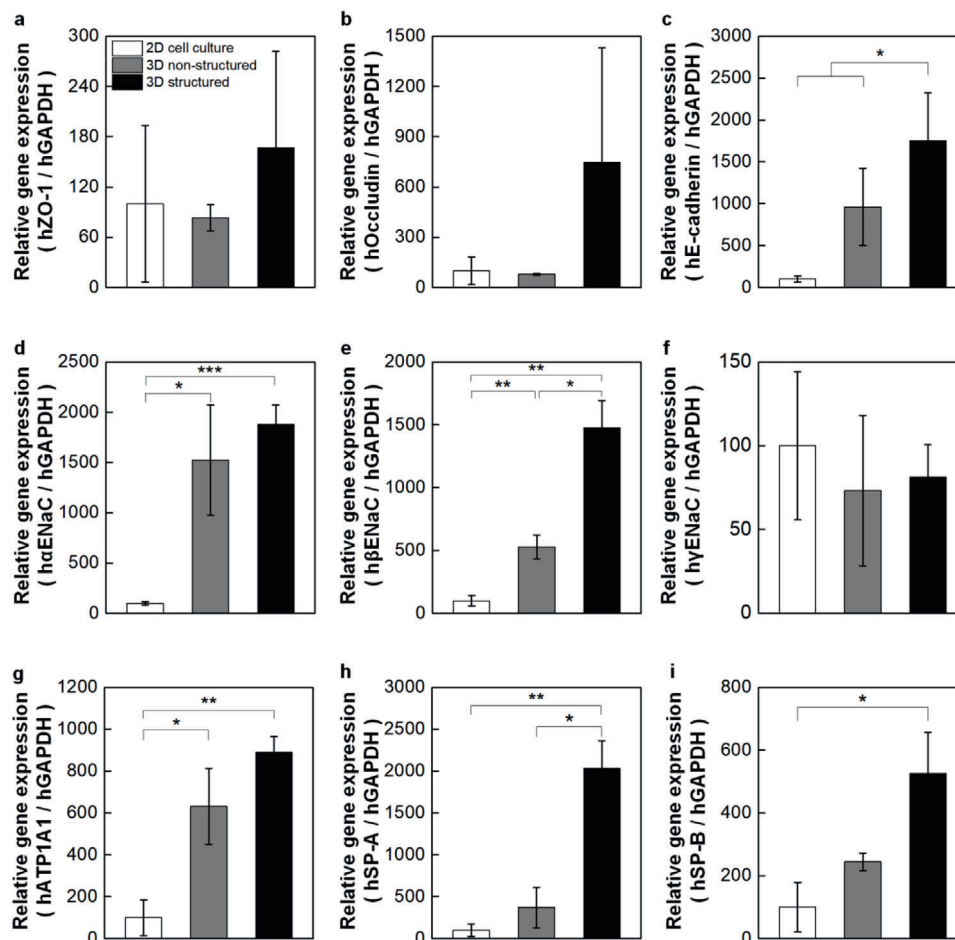 a
Relative gene expression
( hZO-1 / hGAPDH )
300
240
180
120
60
0
2D cell culture
3D non-structured
3D structured
b
Relative gene expression
( hOccludin / hGAPDH )
1500
1200
900
600
300
0
c
Relative gene expression
( hE-cadherin / hGAPDH )
3000
2500
2000
1500
1000
500
0
*
d
Relative gene expression
( hαENaC / hGAPDH )
2500
2000
1500
1000
500
0
***
*
e
Relative gene expression
( hβENaC / hGAPDH )
2000
1500
1000
500
0
**
** *
f
Relative gene expression
( hγENaC / hGAPDH )
150
100
50
0
g
Relative gene expression
( hATP1A1 / hGAPDH )
1200
1000
800
600
400
200
0
**
*
h
Relative gene expression
( hSP-A / hGAPDH )
3000
2500
2000
1500
1000
500
0
**
*
i
Relative gene expression
( hSP-B / hGAPDH )
800
600
400
200
0
*